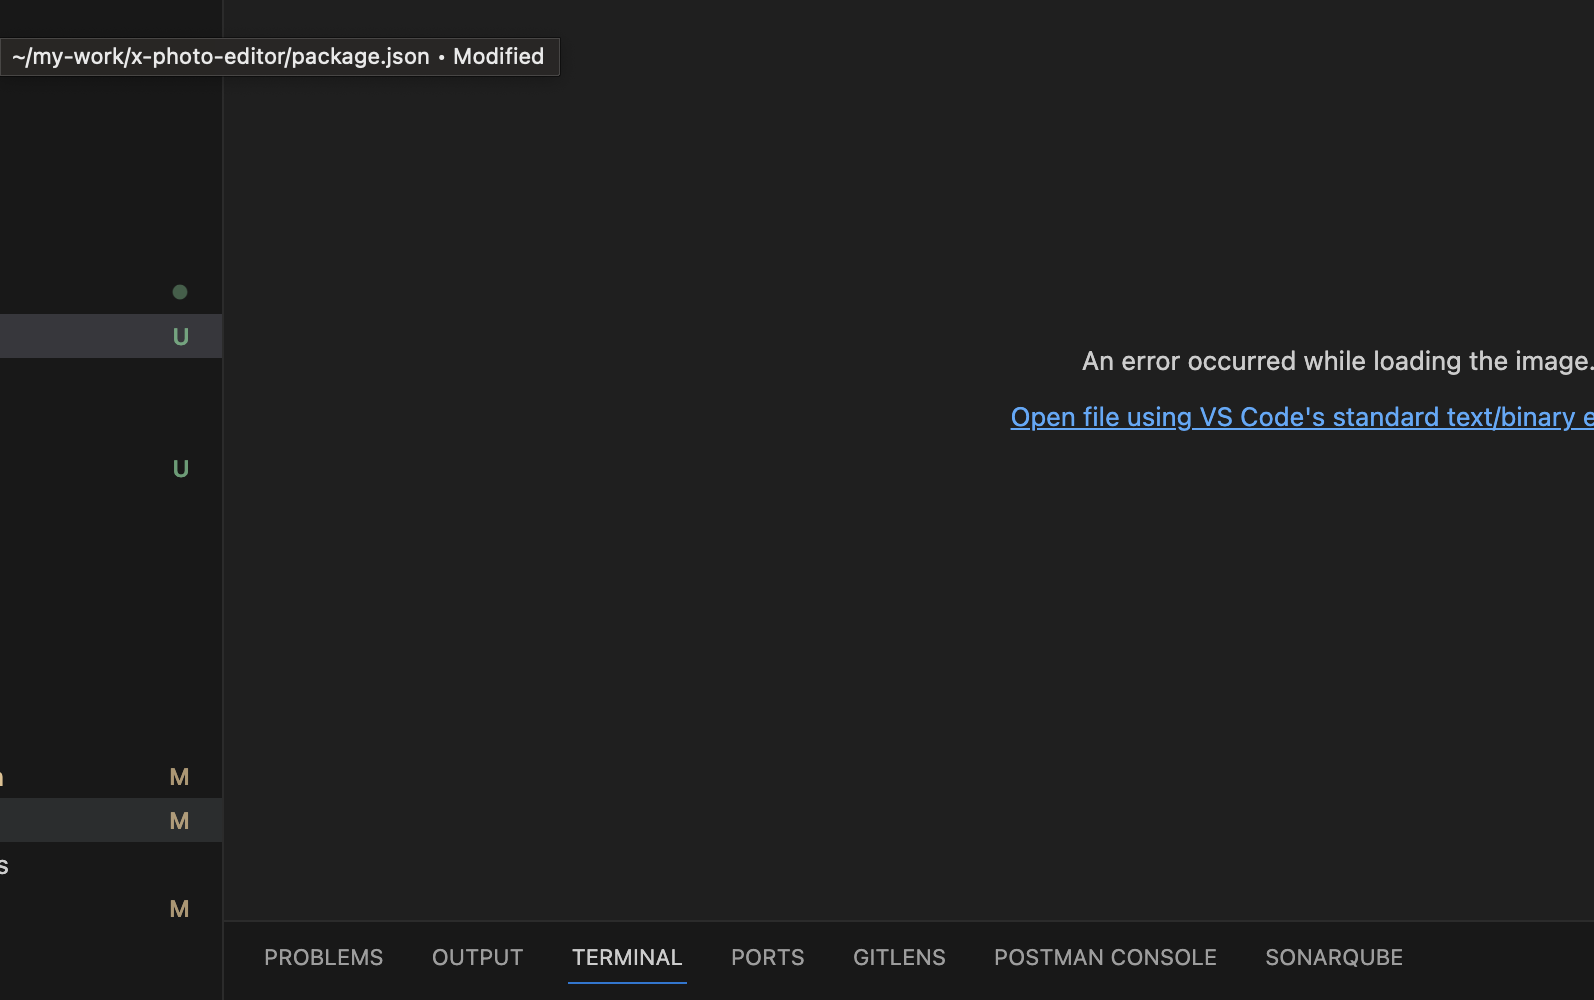 ~/my-work/x-photo-editor/package.json • Modified
U
An error occurred while loading the image.
Open file using VS Code's standard text/binary e
U
M
M
s
M
PROBLEMS OUTPUT TERMINAL PORTS GITLENS POSTMAN CONSOLE SONARQUBE